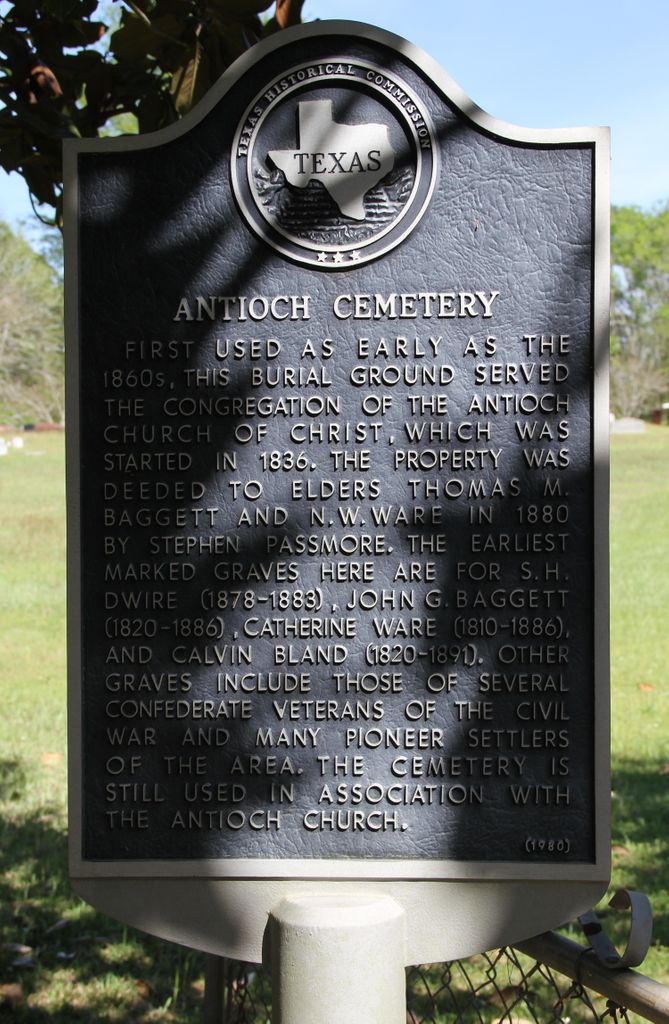 TEXAS HISTORICAL COMMISSION
TEXAS
ANTIOCH CEMETERY
FIRST USED AS EARLY AS THE
1860s, THIS BURIAL GROUND SERVED
THE CONGREGATION OF THE ANTIOCH
CHURCH OF CHRIST, WHICH WAS
STARTED IN 1836. THE PROPERTY WAS
DEEDED TO ELDERS THOMAS M.
BAGGETT AND N.W. WARE IN 1880
BY STEPHEN PASSMORE. THE EARLIEST
MARKED GRAVES HERE ARE FOR S.H.
DWIRE (1878-1883), JOHN G. BAGGETT
(1820-1886), CATHERINE WARE (1810-1886),
AND CALVIN BLAND (1820-1891). OTHER
GRAVES INCLUDE THOSE OF SEVERAL
CONFEDERATE VETERANS OF THE CIVIL
WAR AND MANY PIONEER SETTLERS
OF THE AREA. THE CEMETERY IS
STILL USED IN ASSOCIATION WITH
THE ANTIOCH CHURCH.
(1980)